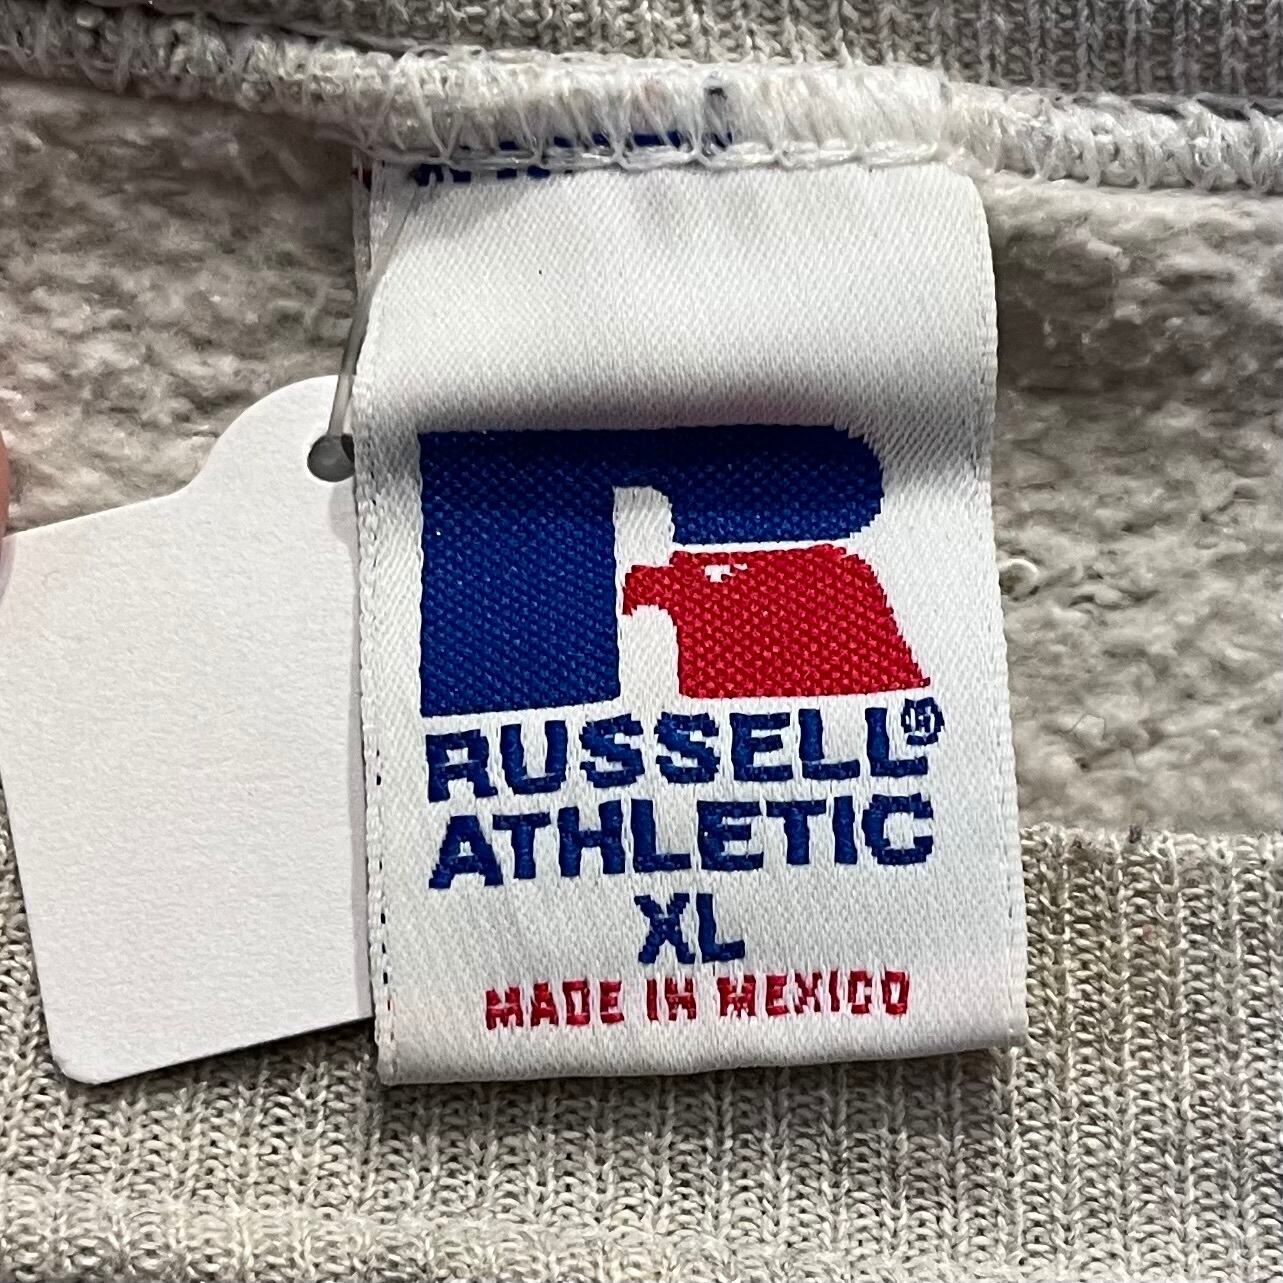 RUSSELL®
ATHLETIC
XL
MADE IN MEXICO